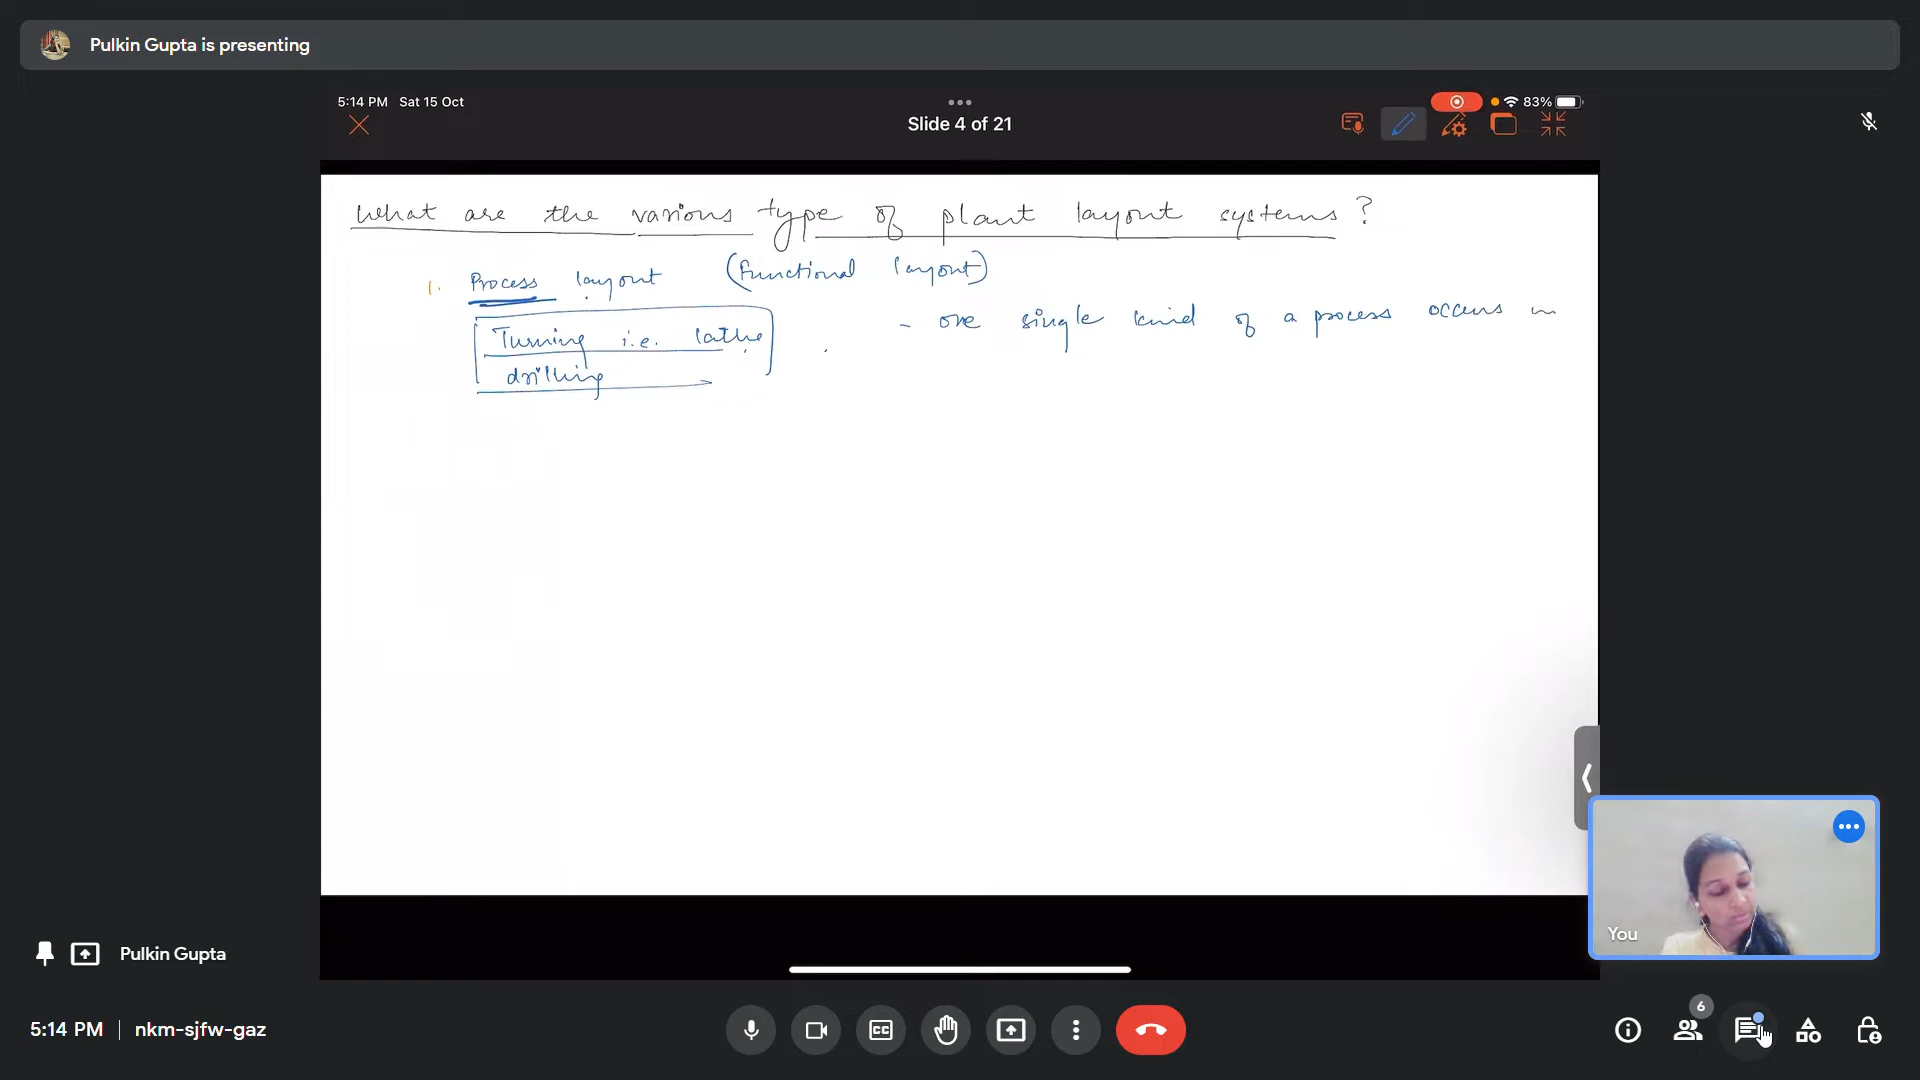 Pulkin Gupta is presenting
5:14 PM Sat 15 Oct
83%
Slide 4 of 21
What are the various type of plant layout systems ?
1. Process layout (Functional layout)
Turning i.e. lathe
- one single kind of a process occurs in
drilling
You
Pulkin Gupta
6
5:14 PM | nkm-sjfw-gaz
CC